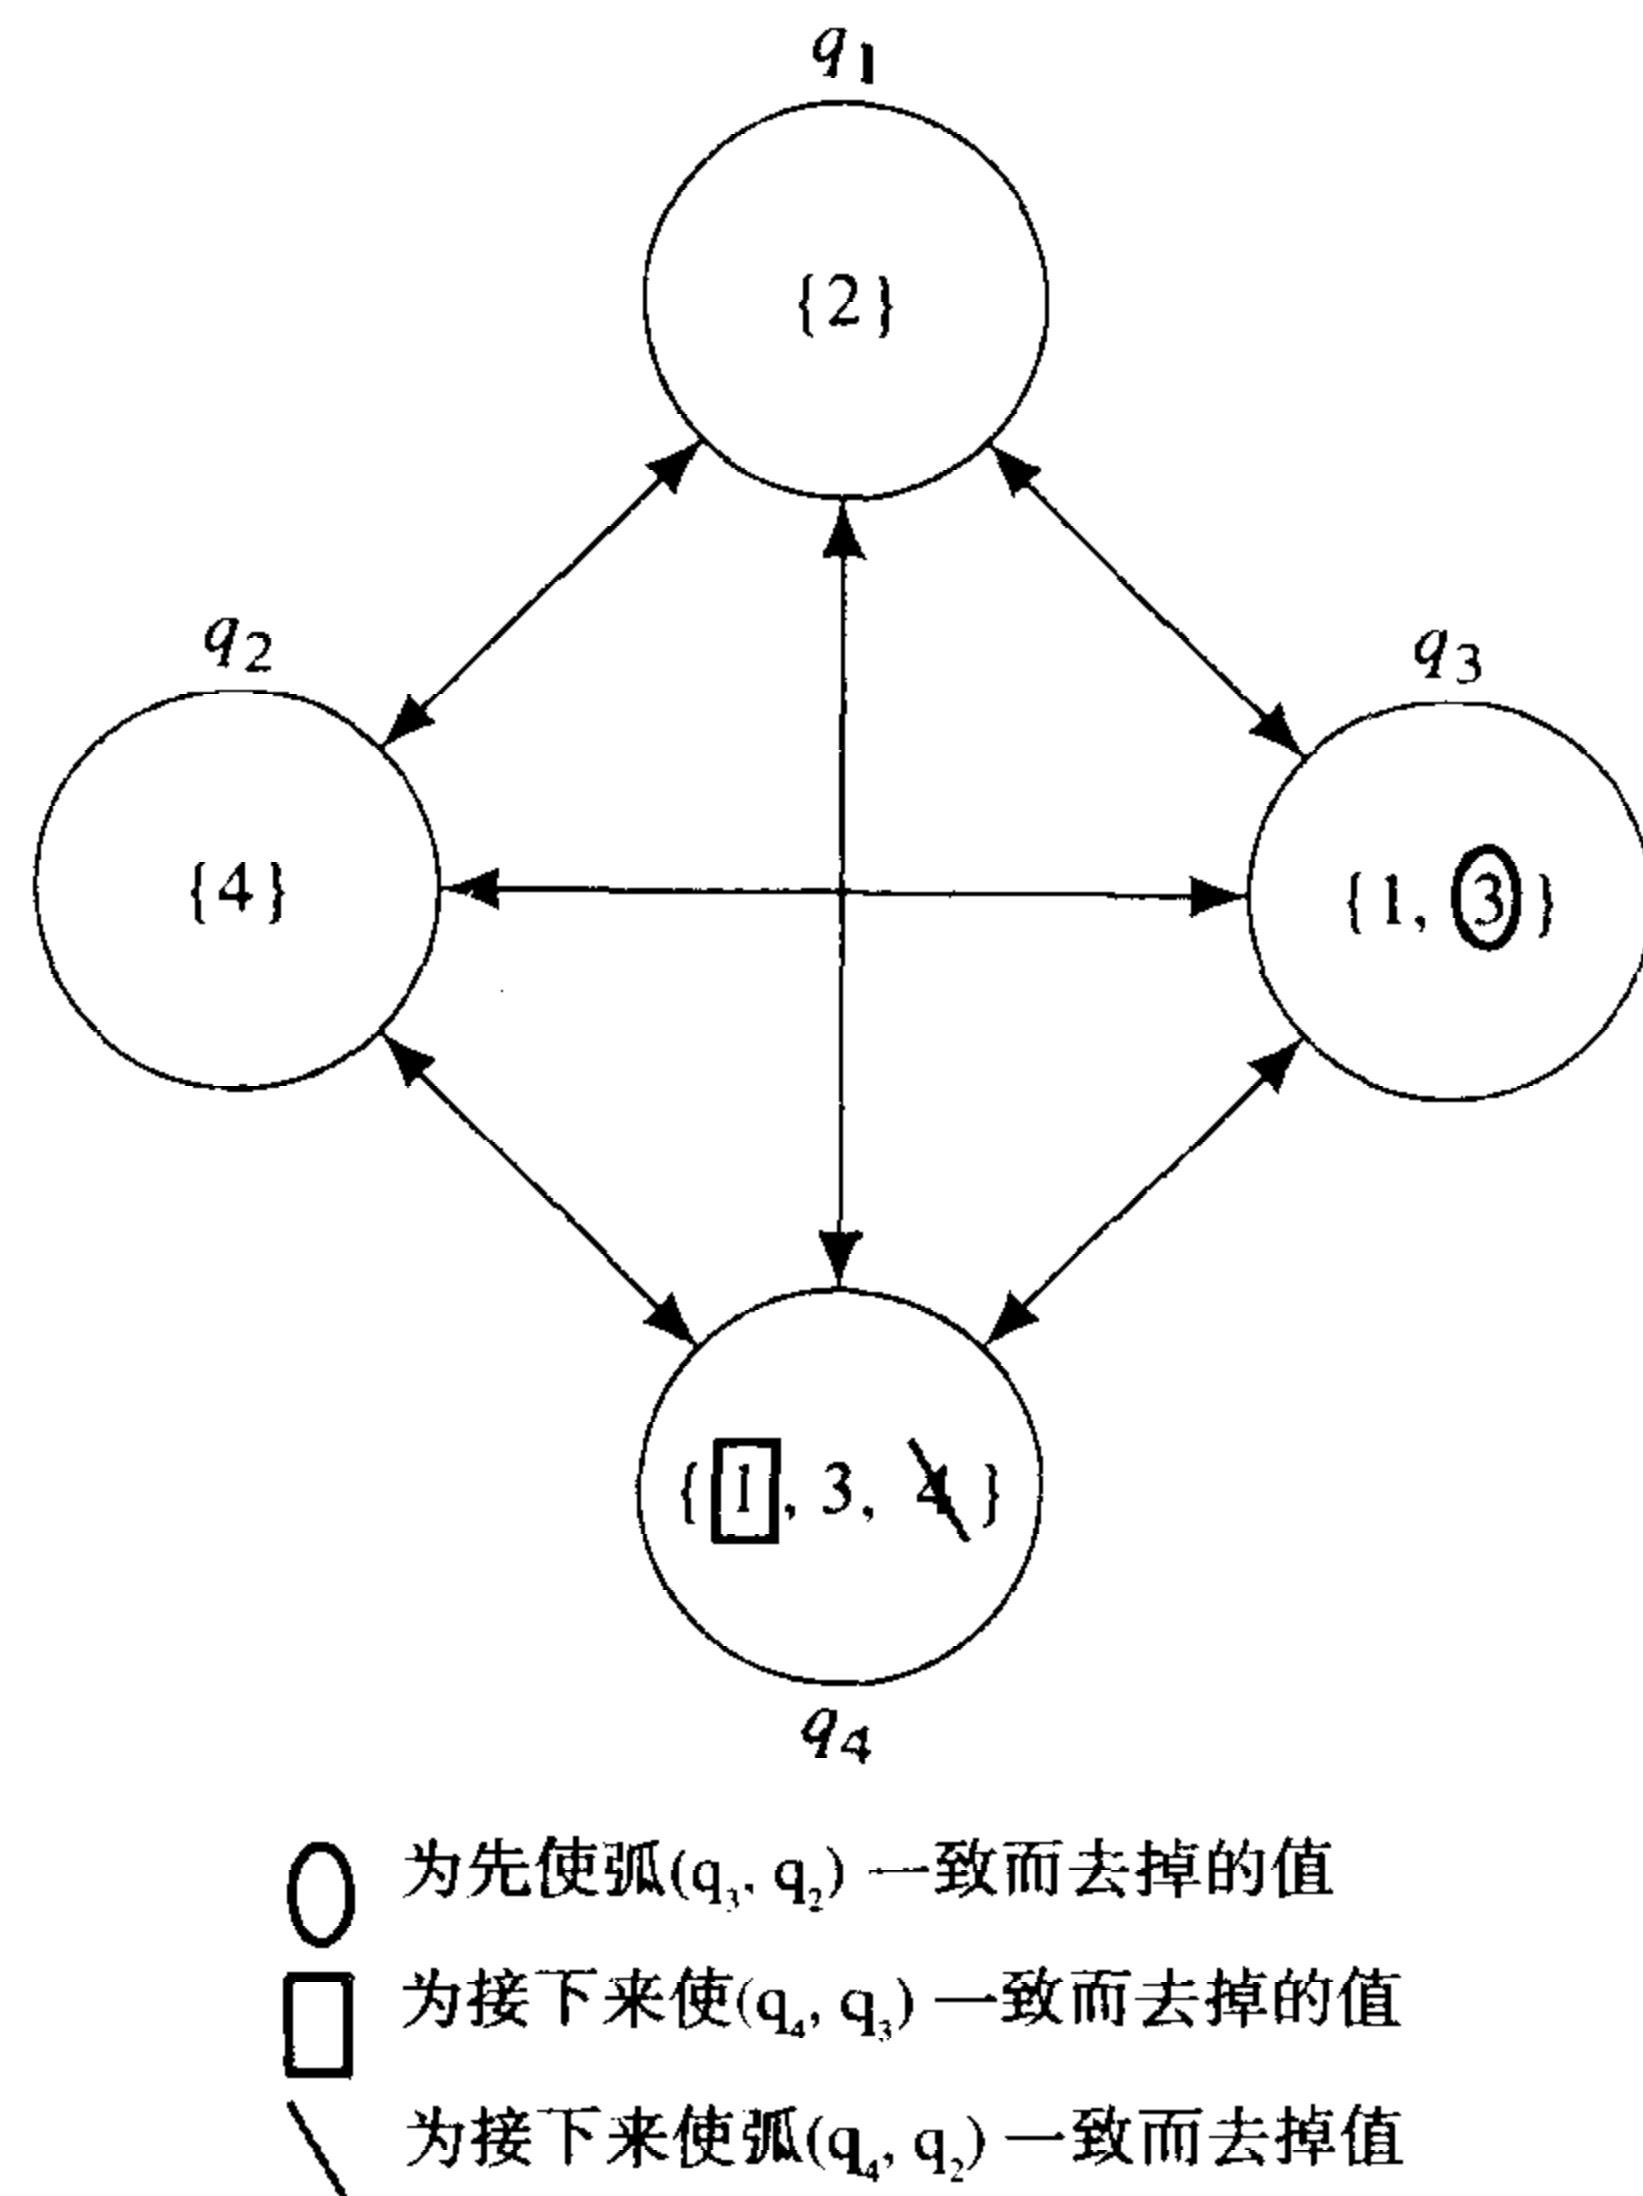 q1
{2}
q2
q3
{4}
{1, 3}
{1, 3, 4}
q4
为先使弧(q3, q2) 一致而去掉的值
为接下来使(q4, q3) 一致而去掉的值
为接下来使弧(q4, q2) 一致而去掉值